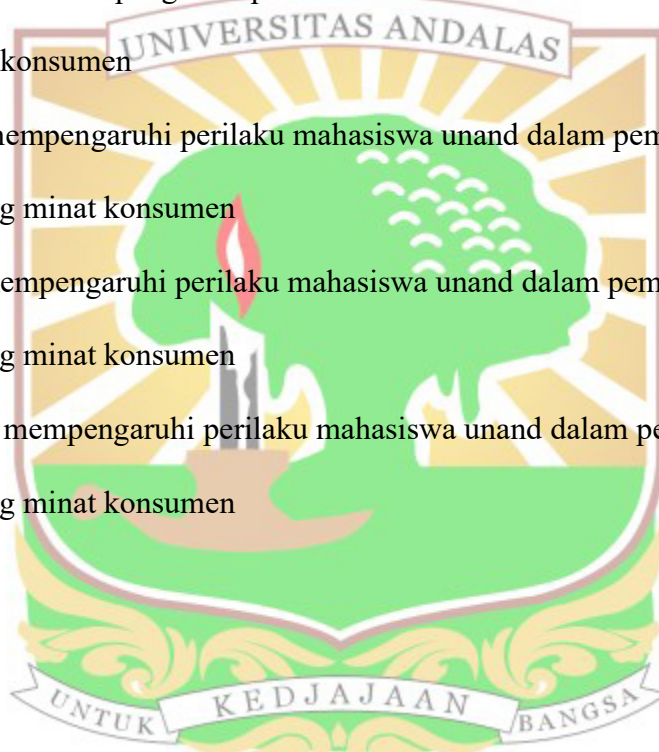 UNIVERSITAS ANDALAS
konsumen
mempengaruhi perilaku mahasiswa unand dalam pem
g minat konsumen
empengaruhi perilaku mahasiswa unand dalam pem
g minat konsumen
mempengaruhi perilaku mahasiswa unand dalam pe
g minat konsumen
UNTUK KEDJAJAAN BANGSA